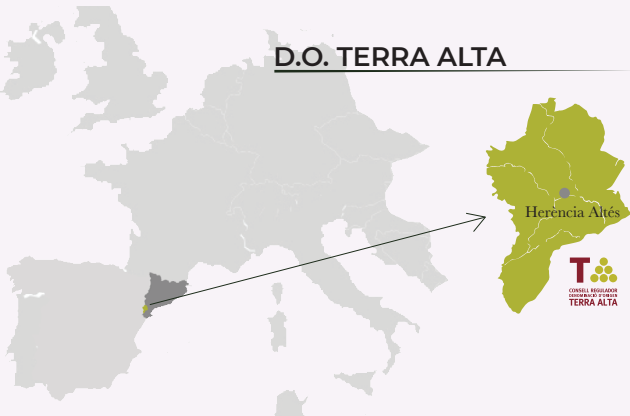 D.O. TERRA ALTA
Herència Altés
CONSELL REGULADOR
DENOMINACIÓ D'ORIGEN
TERRA ALTA